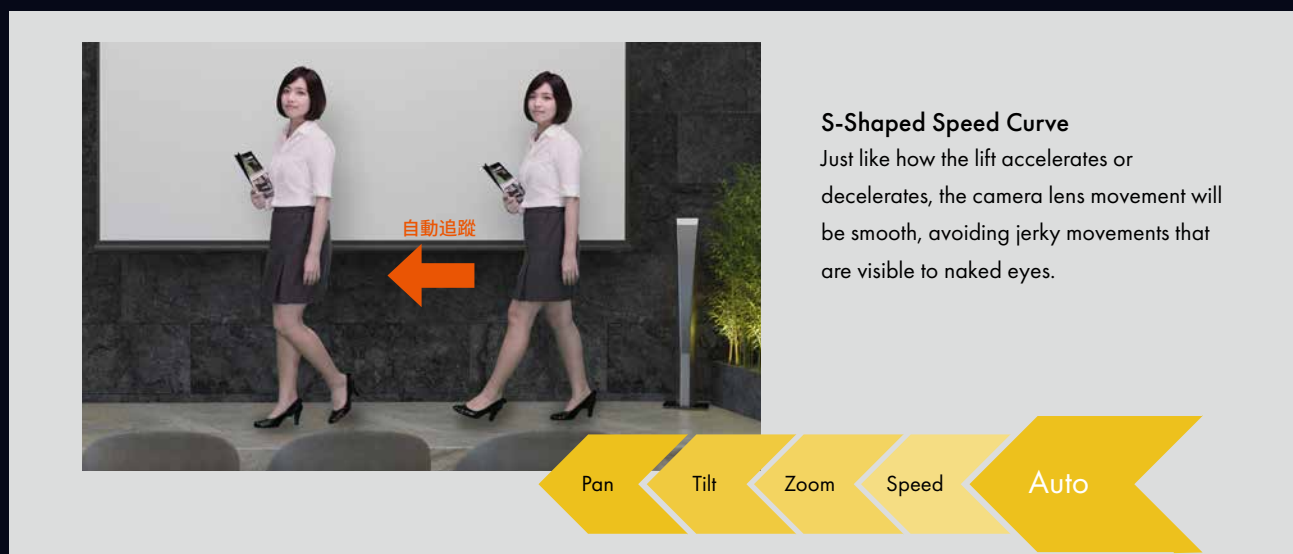 自動追蹤
S-Shaped Speed Curve
Just like how the lift accelerates or
decelerates, the camera lens movement will
be smooth, avoiding jerky movements that
are visible to naked eyes.
Pan
Tilt
Zoom
Speed
Auto